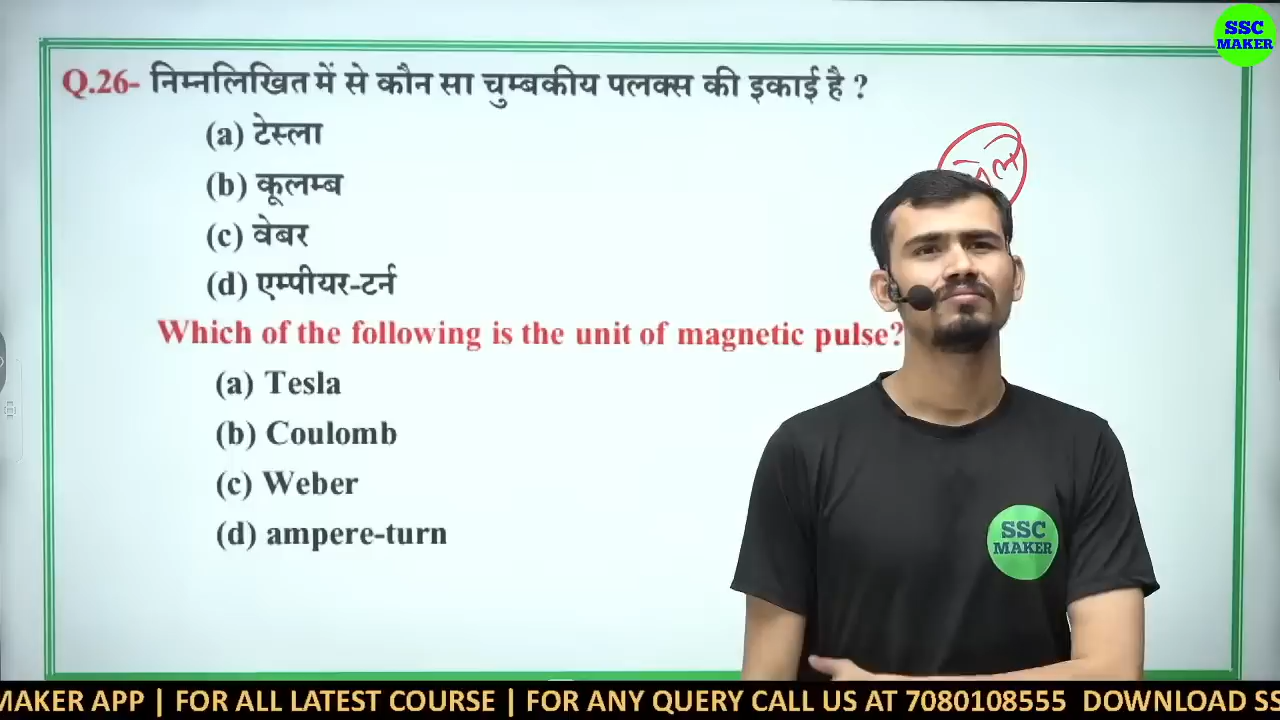 SSC
MAKER
Q.26- निम्नलिखित में से कौन सा चुम्बकीय पलक्स की इकाई है ?
(a) टेस्ला
(b) कूलम्ब
(c) वेबर
(d) एम्पीयर-टर्न
Which of the following is the unit of magnetic pulse?
(a) Tesla
(b) Coulomb
(c) Weber
(d) ampere-turn
SSC
MAKER
MAKER APP | FOR ALL LATEST COURSE | FOR ANY QUERY CALL US AT 7080108555 DOWNLOAD SS